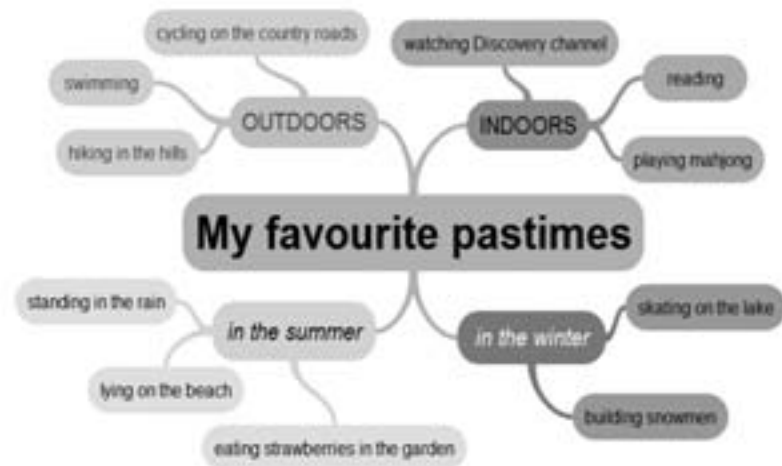 cycling on the country roads
swimming
OUTDOORS
hiking in the hills
watching Discovery channel
reading
INDOORS
playing mahjong
My favourite pastimes
standing in the rain
in the summer
lying on the beach
eating strawberries in the garden
skating on the lake
in the winter
building snowmen